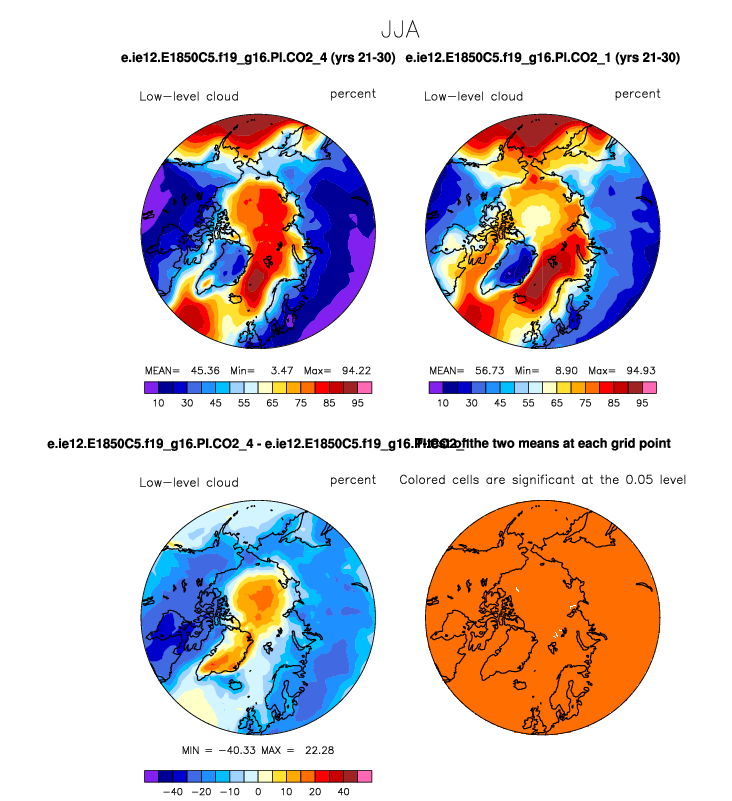 JJA
e.ie12.E1850C5.f19_g16.PI.CO2_4 (yrs 21-30) e.ie12.E1850C5.f19_g16.PI.CO2_1 (yrs 21-30)
Low-level cloud percent Low-level cloud percent
MEAN= 45.36 Min= 3.47 Max= 94.22 MEAN= 56.73 Min= 8.90 Max= 94.93
10 30 45 55 65 75 85 95 10 30 45 55 65 75 85 95
e.ie12.E1850C5.f19_g16.PI.CO2_4 - e.ie12.E1850C5.f19_g16.PI.CO2_ of the two means at each grid point
Low-level cloud percent Colored cells are significant at the 0.05 level
MIN = -40.33 MAX = 22.28
-40 -20 -10 0 10 20 40